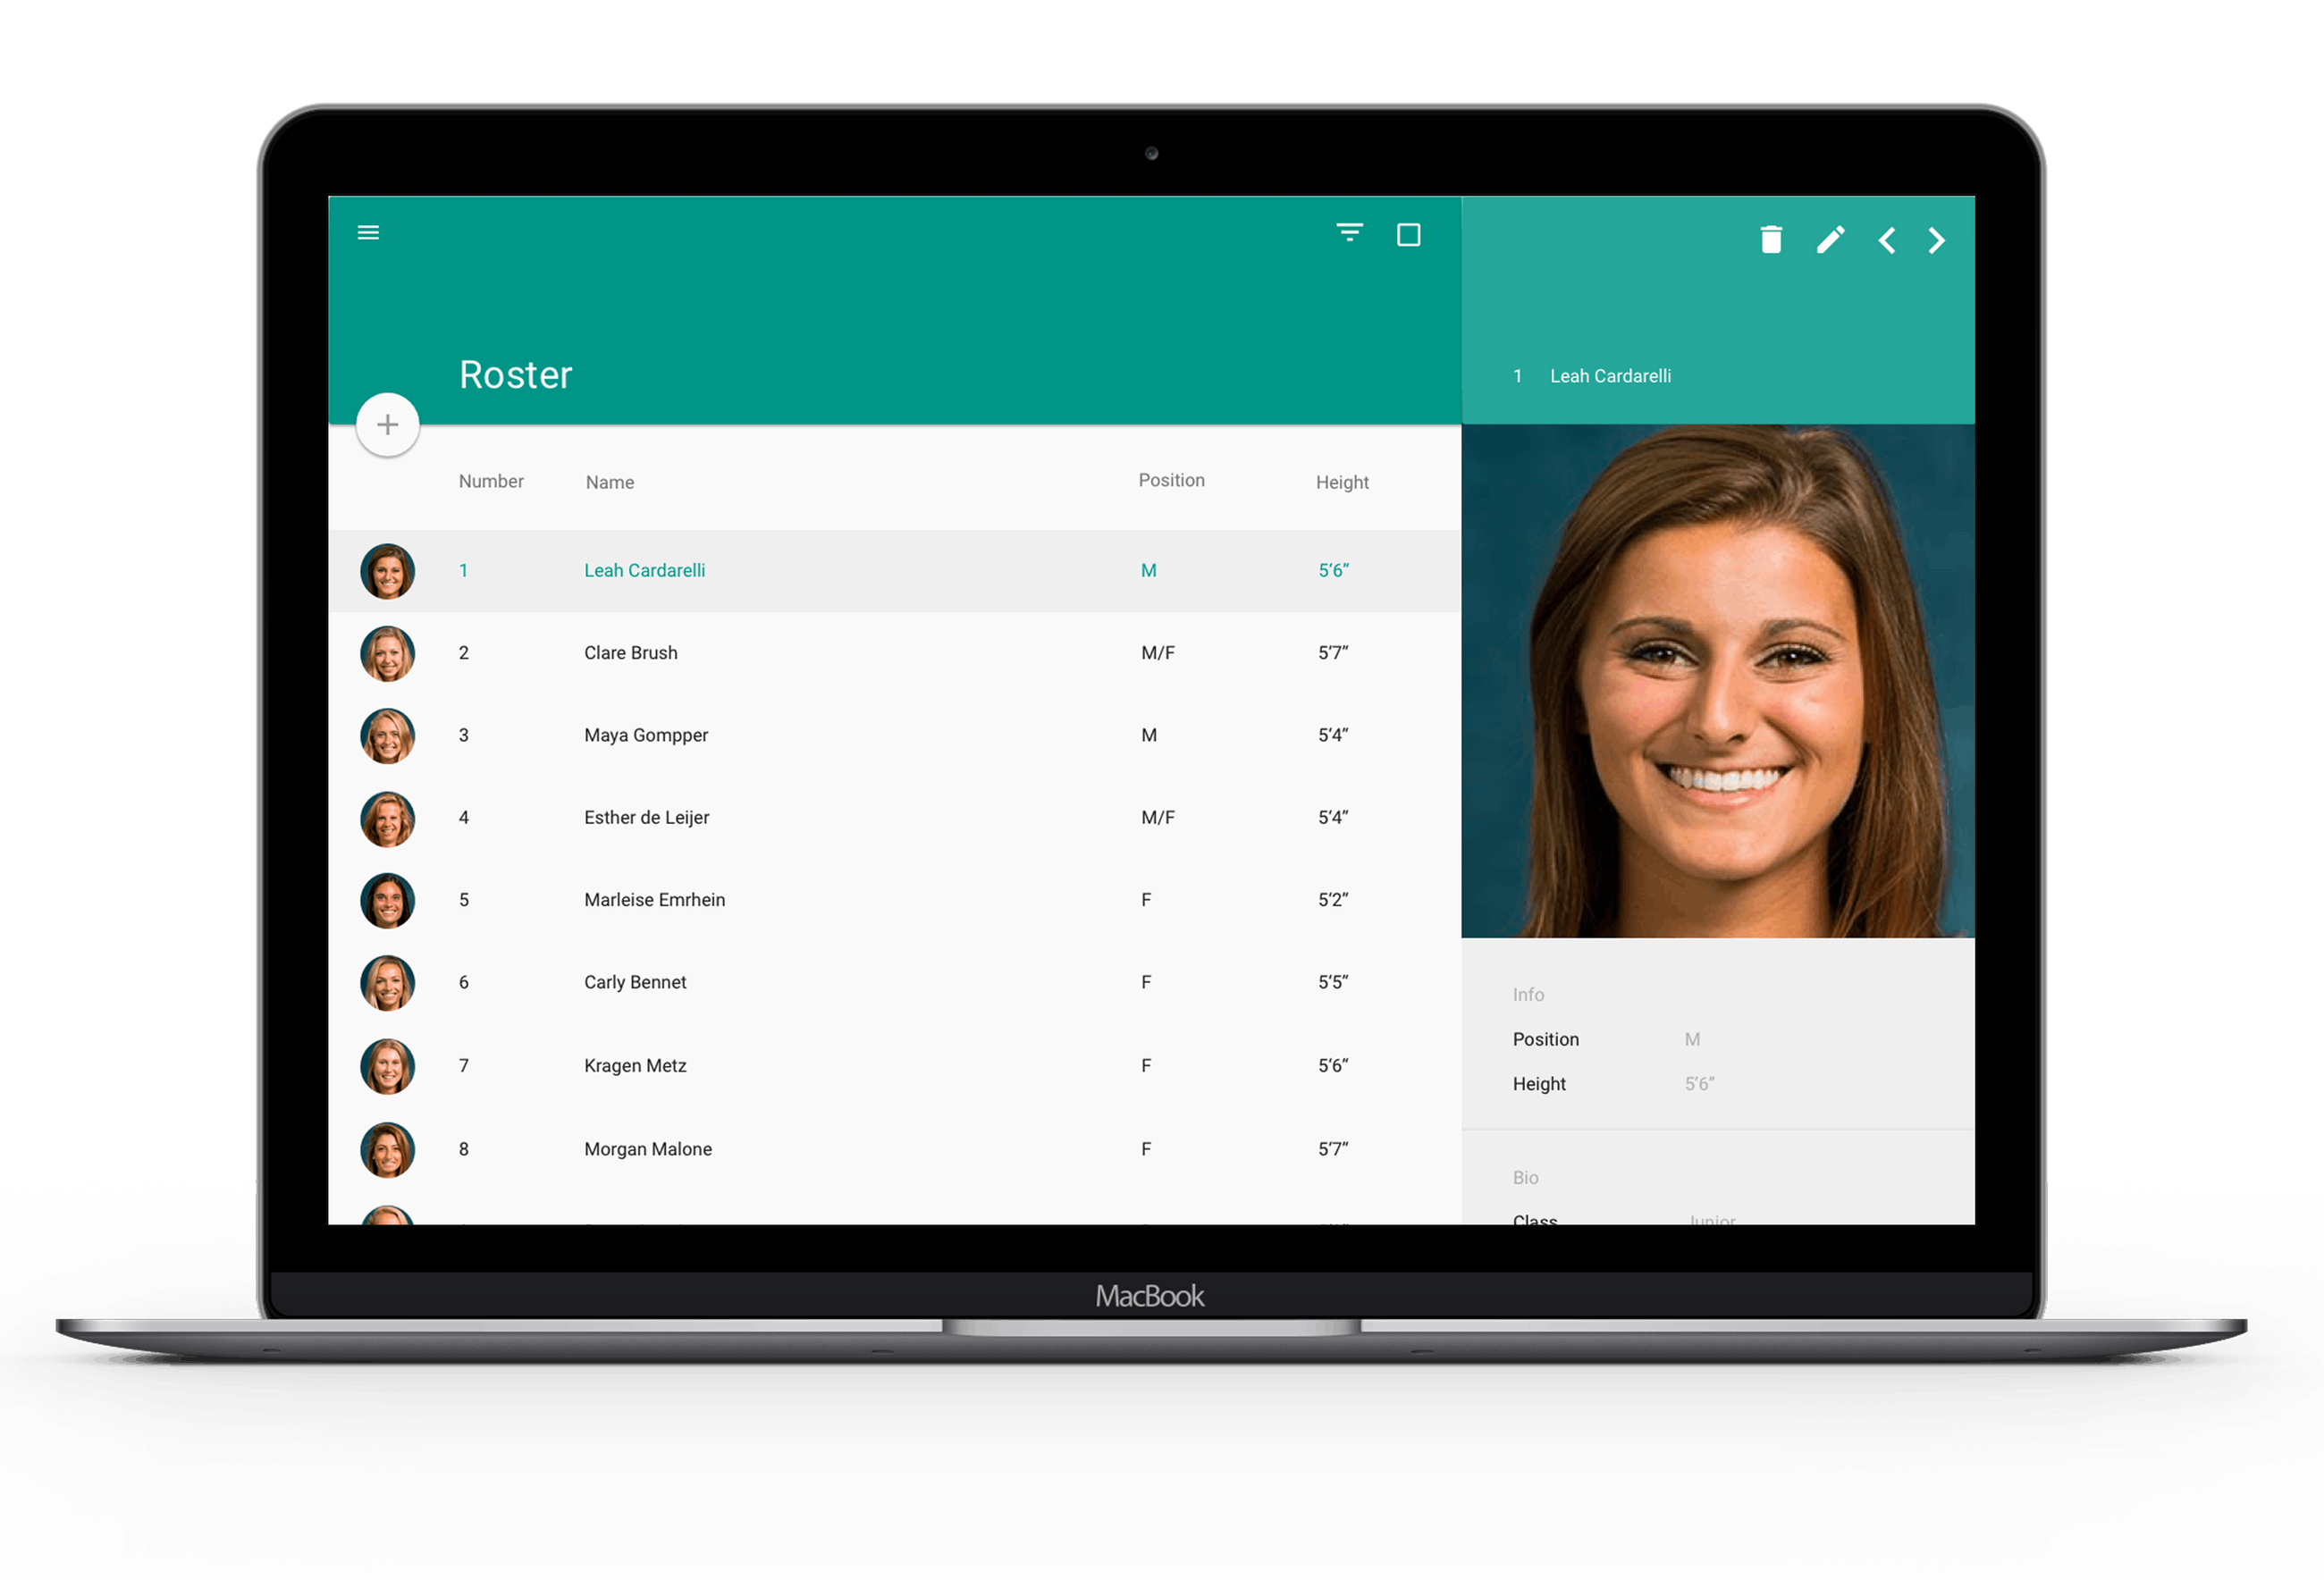 Roster
1 Leah Cardarelli
Number Name Position Height
1 Leah Cardarelli M 5'6”
2 Clare Brush M/F 5'7”
3 Maya Gompper M 5'4”
4 Esther de Leijer M/F 5'4”
5 Marleise Emrhein F 5'2”
6 Carly Bennet F 5'5”
7 Kragen Metz F 5'6”
8 Morgan Malone F 5'7”
Info
Position M
Height 5'6”
Bio
Class Junior
MacBook